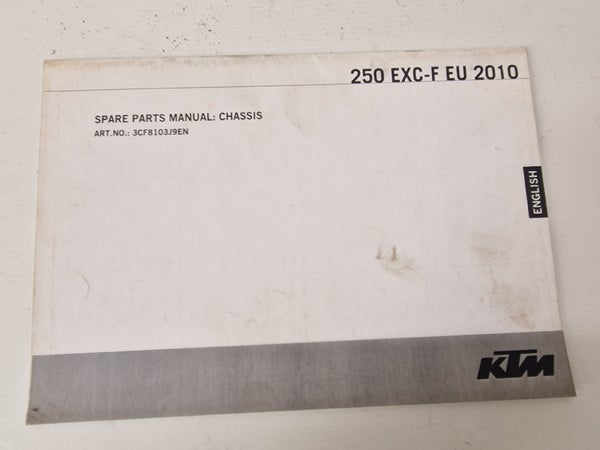 250 EXC-F EU 2010
SPARE PARTS MANUAL: CHASSIS
ART.NO.: 3CF8103J9EN
ENGLISH
KTM